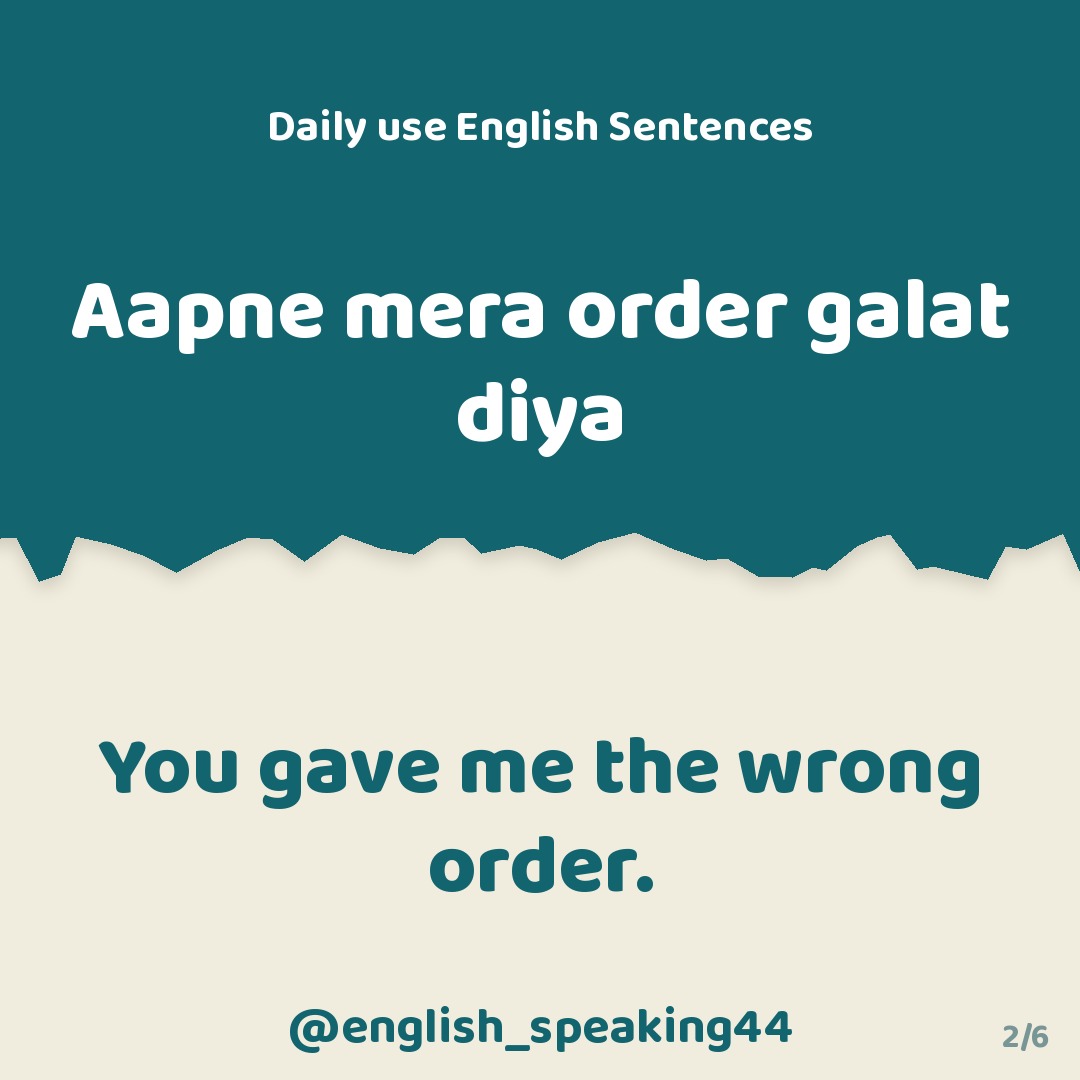 Daily use English Sentences
Aapne mera order galat
diya
You gave me the wrong
order.
@english_speaking44
2/6